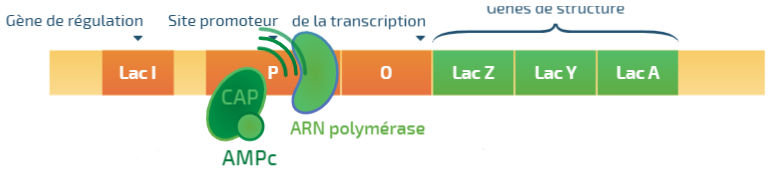 Gènes de structure
Gène de régulation Site promoteur de la transcription
Lac I P O Lac Z Lac Y Lac A
CAP
ARN polymérase
AMPc